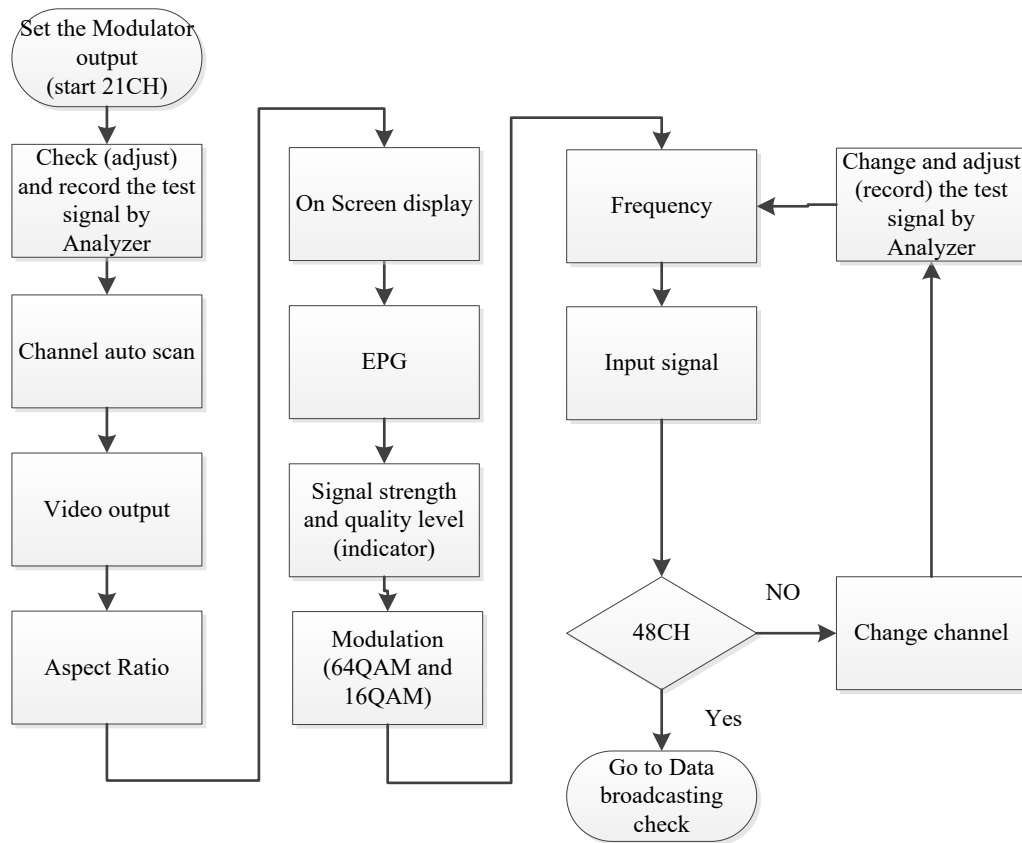 Set the Modulator
output
(start 21CH)
Check (adjust)
and record the test
signal by
Analyzer
Channel auto scan
Video output
Aspect Ratio
On Screen display
EPG
Signal strength
and quality level
(indicator)
Modulation
(64QAM and
16QAM)
Frequency
Input signal
48CH
Yes
Go to Data
broadcasting
check
NO
Change channel
Change and adjust
(record) the test
signal by
Analyzer